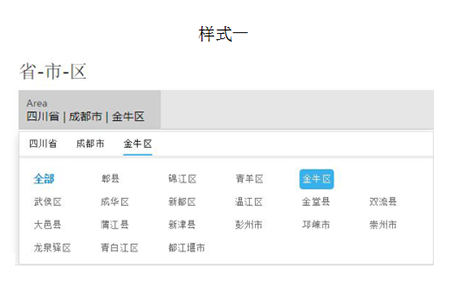 样式一
省-市-区
Area
四川省 | 成都市 | 金牛区
四川省 成都市 金牛区
全部 郫县 锦江区 青羊区 金牛区
武侯区 成华区 新都区 温江区 金堂县 双流县
大邑县 蒲江县 新津县 彭州市 邛崃市 崇州市
龙泉驿区 青白江区 都江堰市